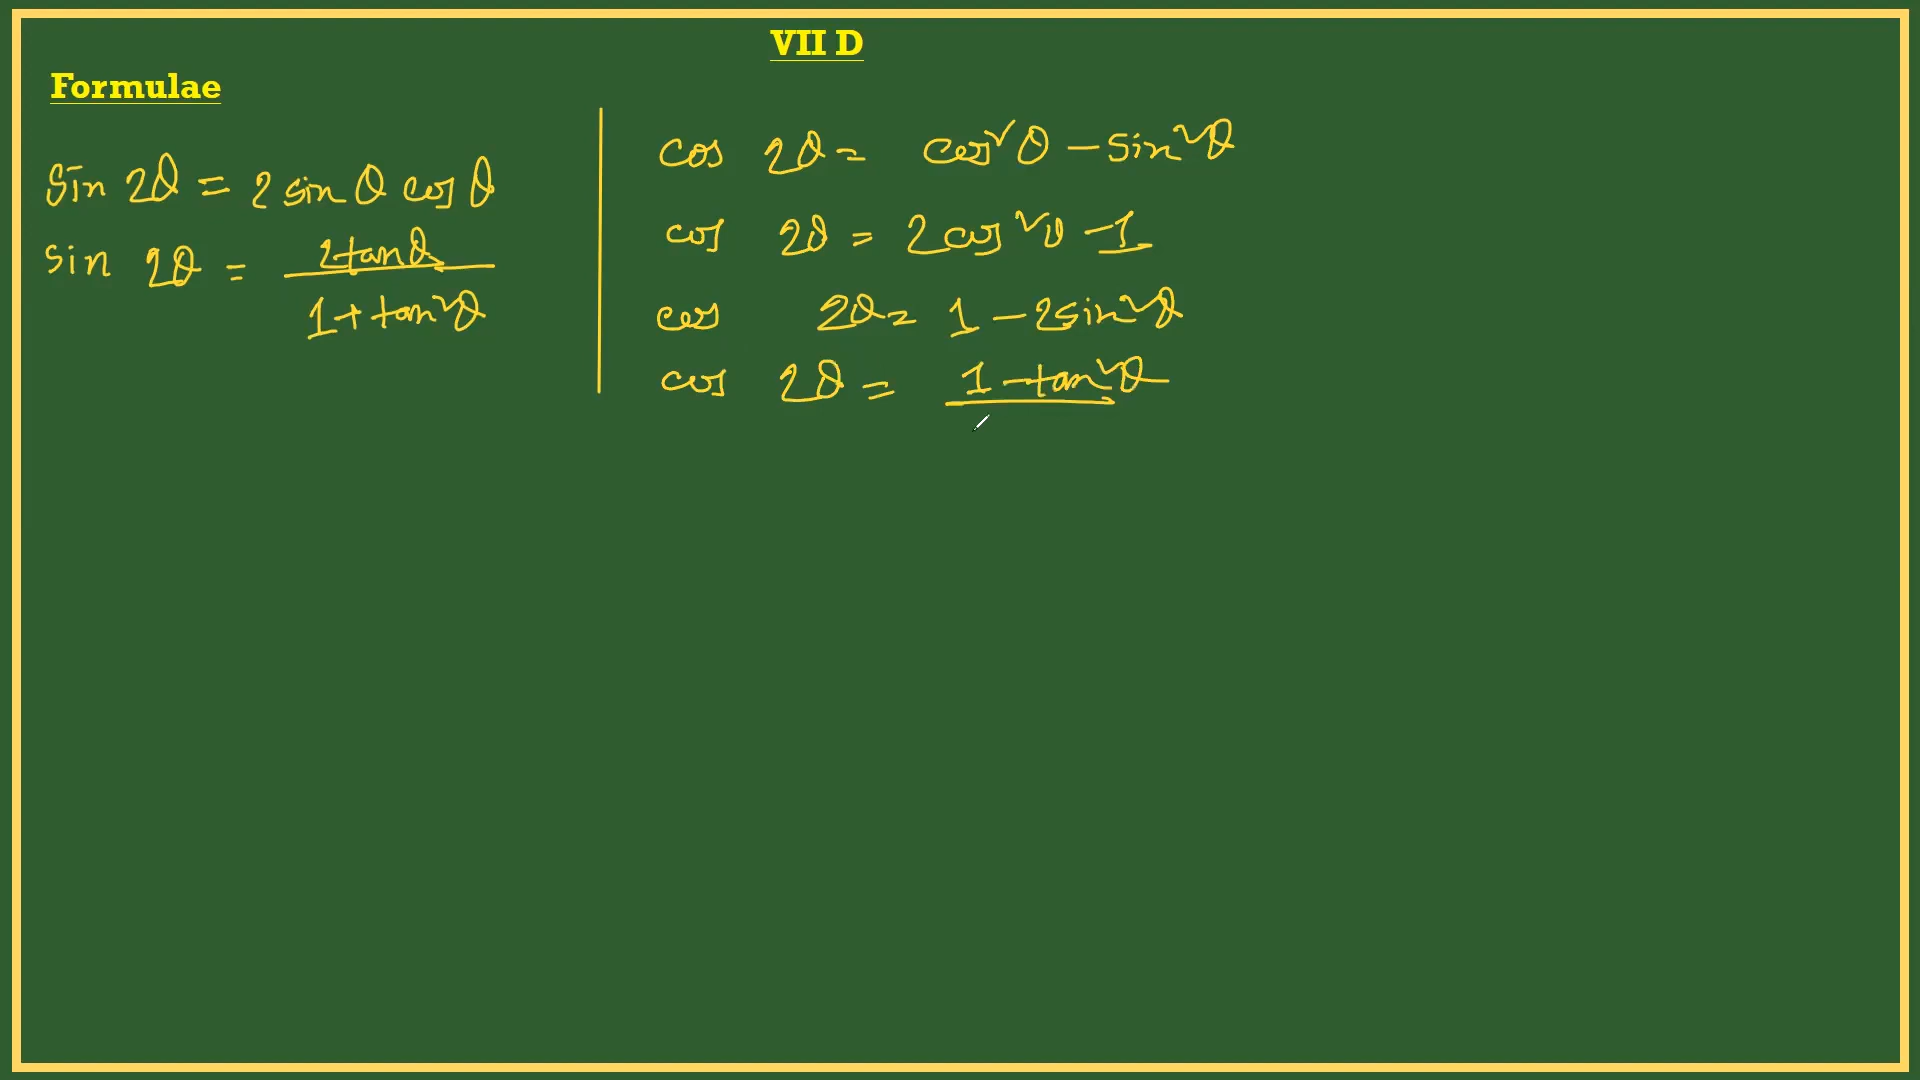 VII D
Formulae
sin 2θ = 2 sin θ cos θ
sin 2θ = 2tanθ
1 + tan²θ
cos 2θ = cos²θ - sin²θ
cos 2θ = 2cos²θ - 1
cos 2θ = 1 - 2sin²θ
cos 2θ = 1 - tan²θ